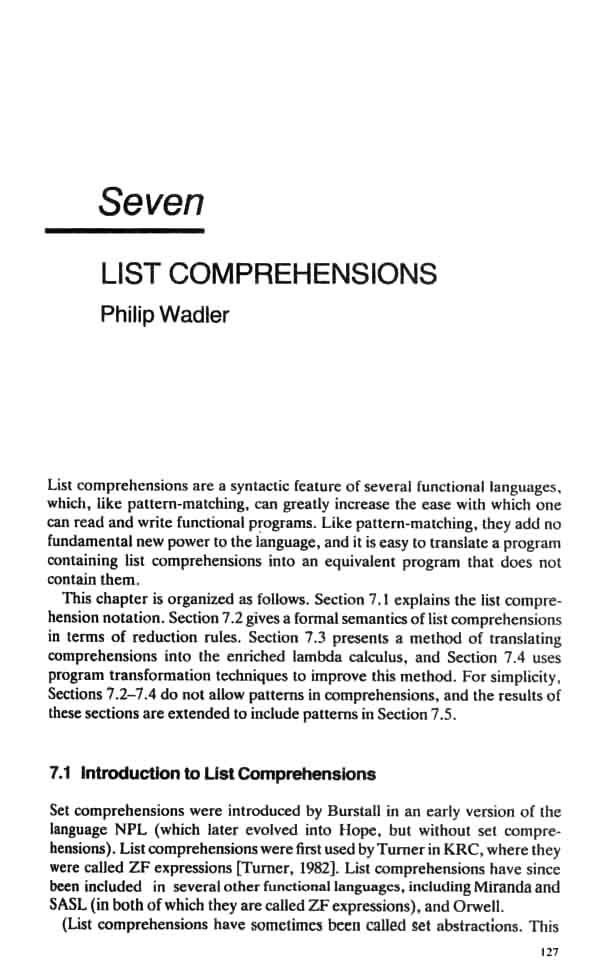 Seven
LIST COMPREHENSIONS
Philip Wadler
List comprehensions are a syntactic feature of several functional languages,
which, like pattern-matching, can greatly increase the ease with which one
can read and write functional programs. Like pattern-matching, they add no
fundamental new power to the language, and it is easy to translate a program
containing list comprehensions into an equivalent program that does not
contain them.
This chapter is organized as follows. Section 7.1 explains the list compre-
hension notation. Section 7.2 gives a formal semantics of list comprehensions
in terms of reduction rules. Section 7.3 presents a method of translating
comprehensions into the enriched lambda calculus, and Section 7.4 uses
program transformation techniques to improve this method. For simplicity,
Sections 7.2–7.4 do not allow patterns in comprehensions, and the results of
these sections are extended to include patterns in Section 7.5.
7.1 Introduction to List Comprehensions
Set comprehensions were introduced by Burstall in an early version of the
language NPL (which later evolved into Hope, but without set compre-
hensions). List comprehensions were first used by Turner in KRC, where they
were called ZF expressions [Turner, 1982]. List comprehensions have since
been included in several other functional languages, including Miranda and
SASL (in both of which they are called ZF expressions), and Orwell.
(List comprehensions have sometimes been called set abstractions. This
127